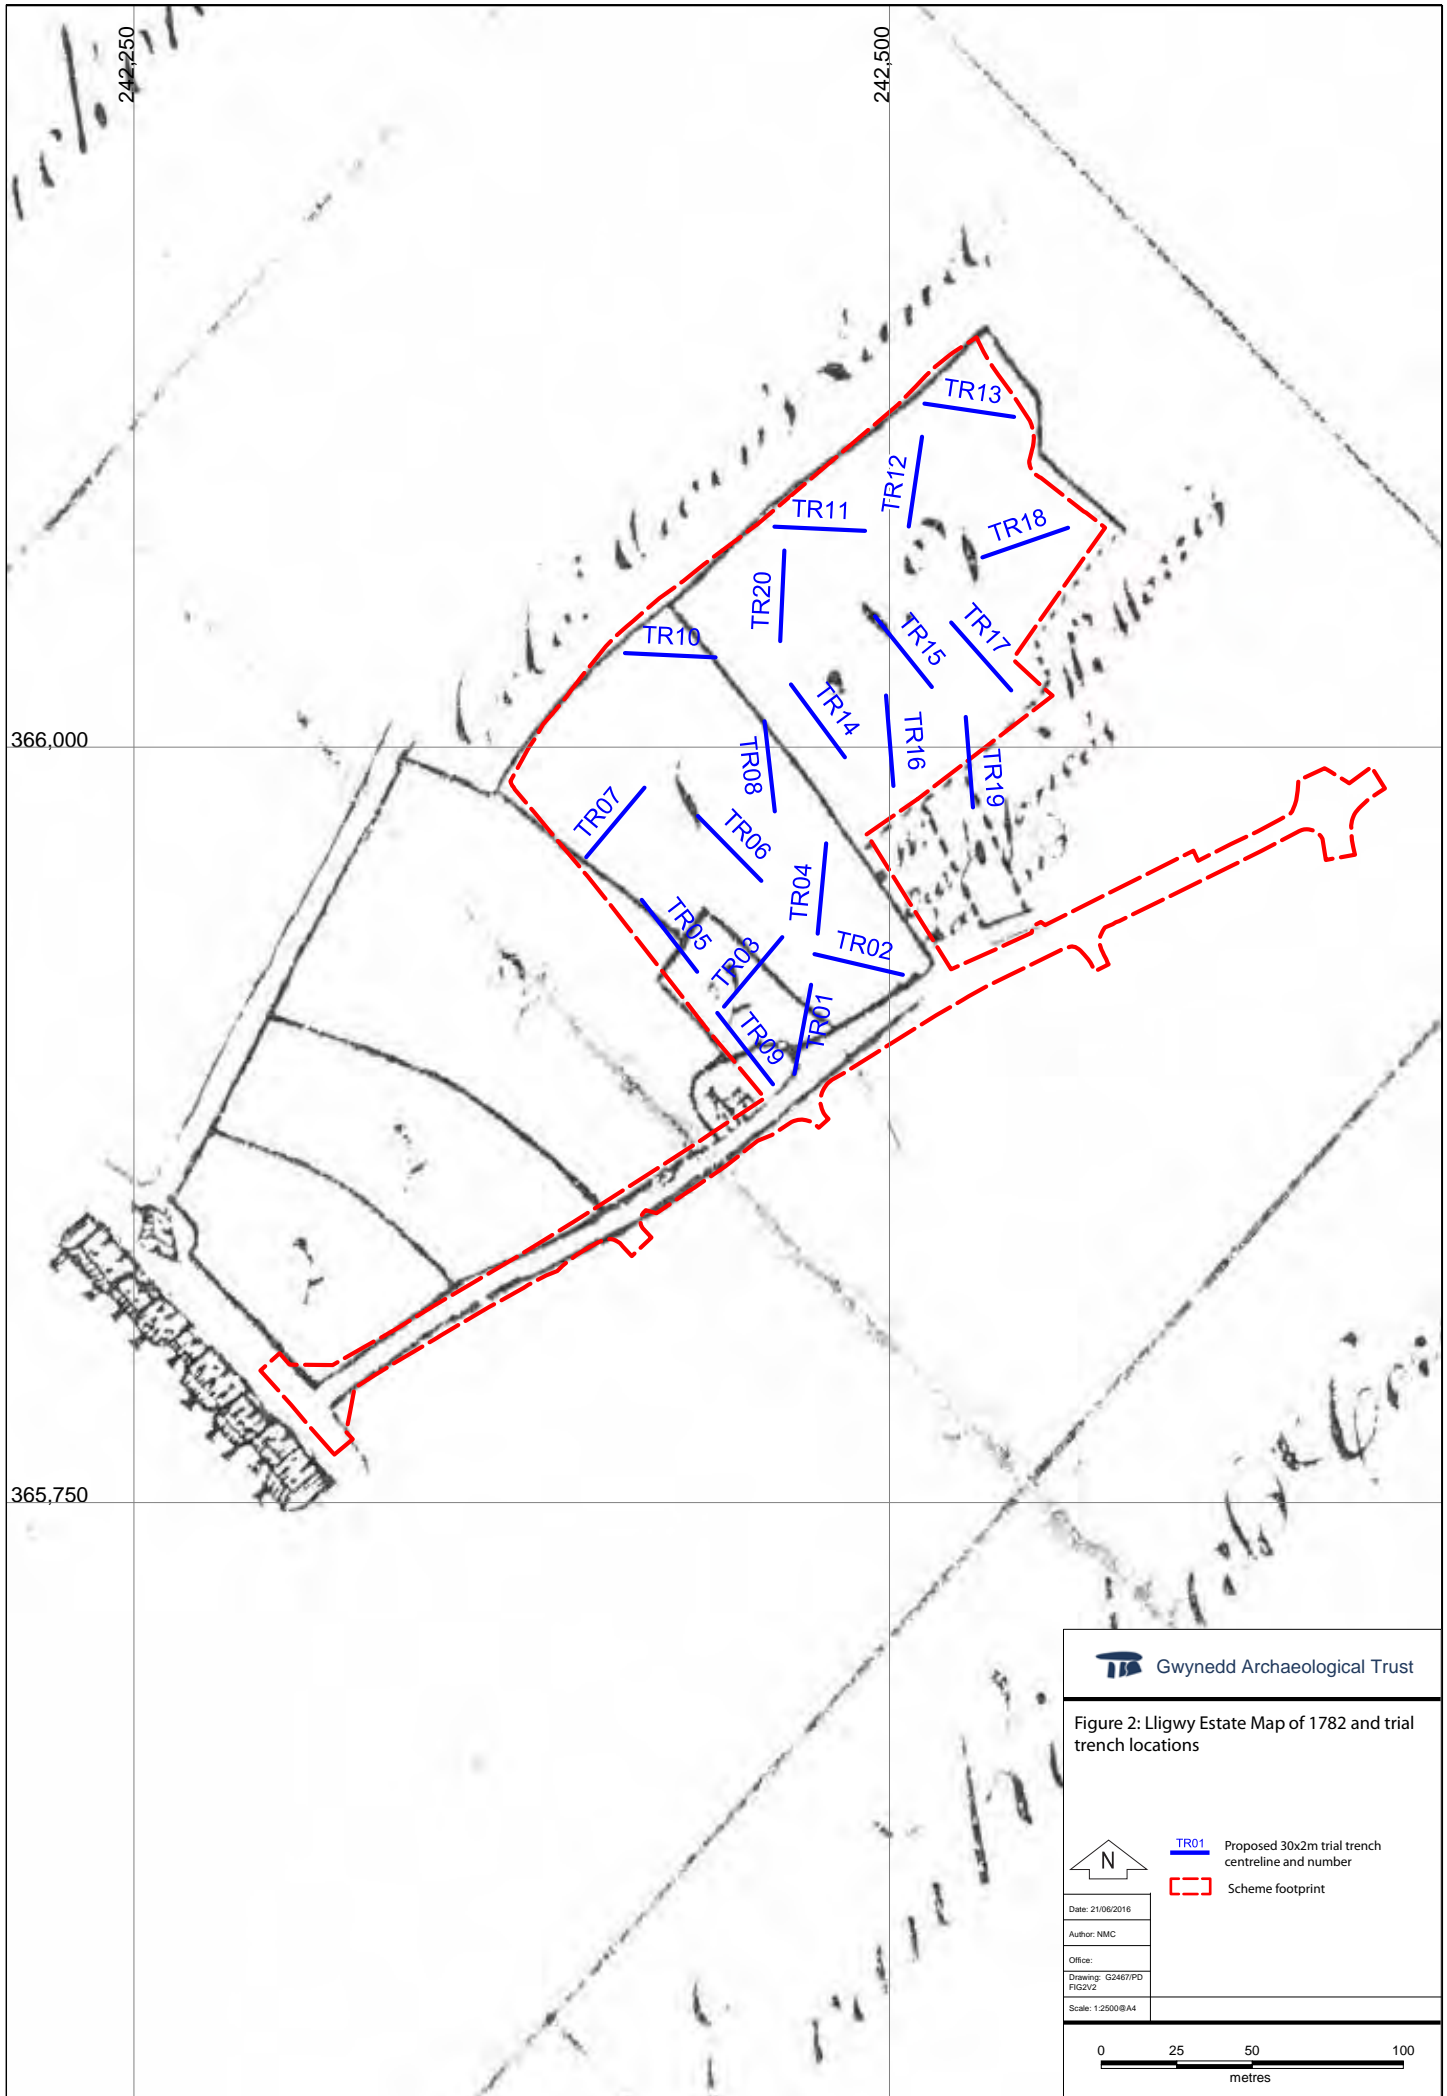 242,250
242,500
TR13
TR12
TR11
TR18
TR20
TR10
TR15
TR17
TR14
366,000
TR16
TR08
TR19
TR07
TR06
TR04
TR05
TR03
TR02
TR01
TR09
365,750
Gwynedd Archaeological Trust
Figure 2: Lligwy Estate Map of 1782 and trial
trench locations
N
TR01
Proposed 30x2m trial trench
centreline and number
Scheme footprint
Date: 21/06/2016
Author: NMC
Office:
Drawing: G2467/PD
FIG2V2
Scale: 1:2500@A4
0 25 50 100
metres